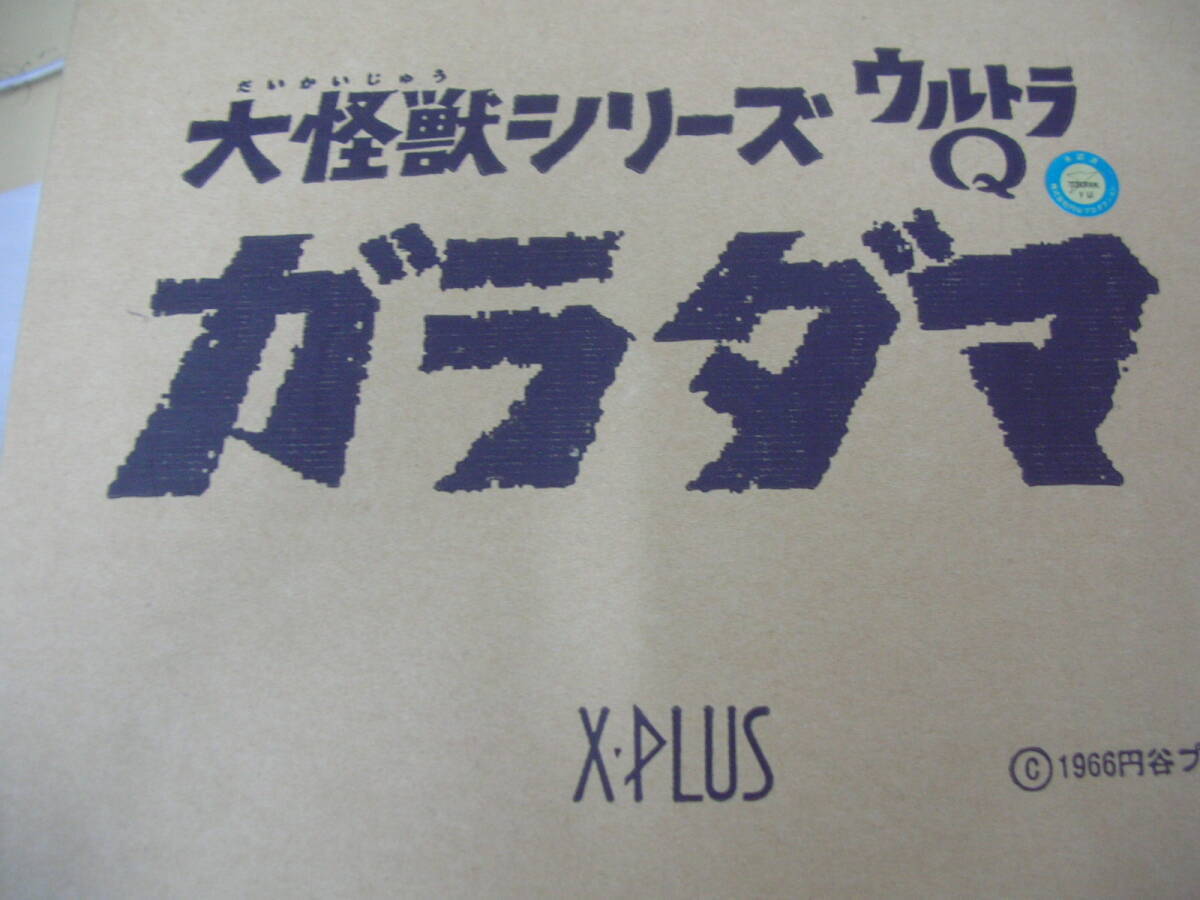 だいかいじゅう
大怪獣シリーズ
ウルトラ
Q
ガラダマ
X·PLUS
©1966円谷プ